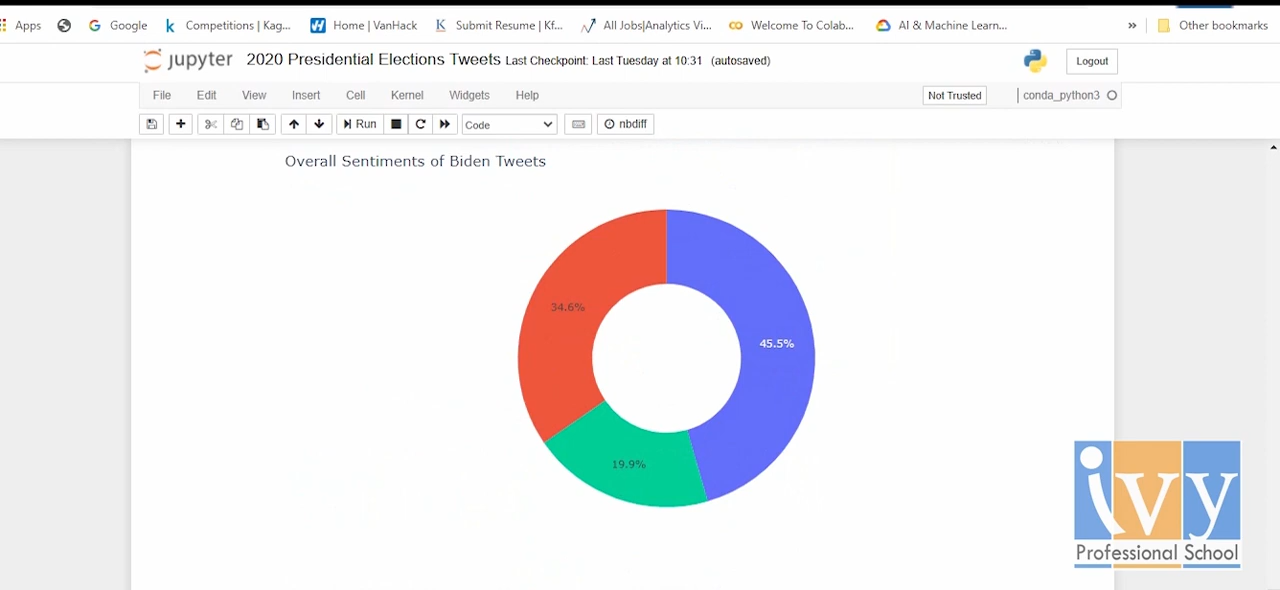 Apps Google Competitions | Kag... Home | VanHack Submit Resume | Kf... All Jobs|Analytics Vi... Welcome To Colab... AI & Machine Learn... » Other bookmarks
jupyter 2020 Presidential Elections Tweets Last Checkpoint: Last Tuesday at 10:31 (autosaved) Logout
File Edit View Insert Cell Kernel Widgets Help Not Trusted conda_python3
Run Code nbdiff
Overall Sentiments of Biden Tweets
34.6%
45.5%
19.9%
ivy
Professional School